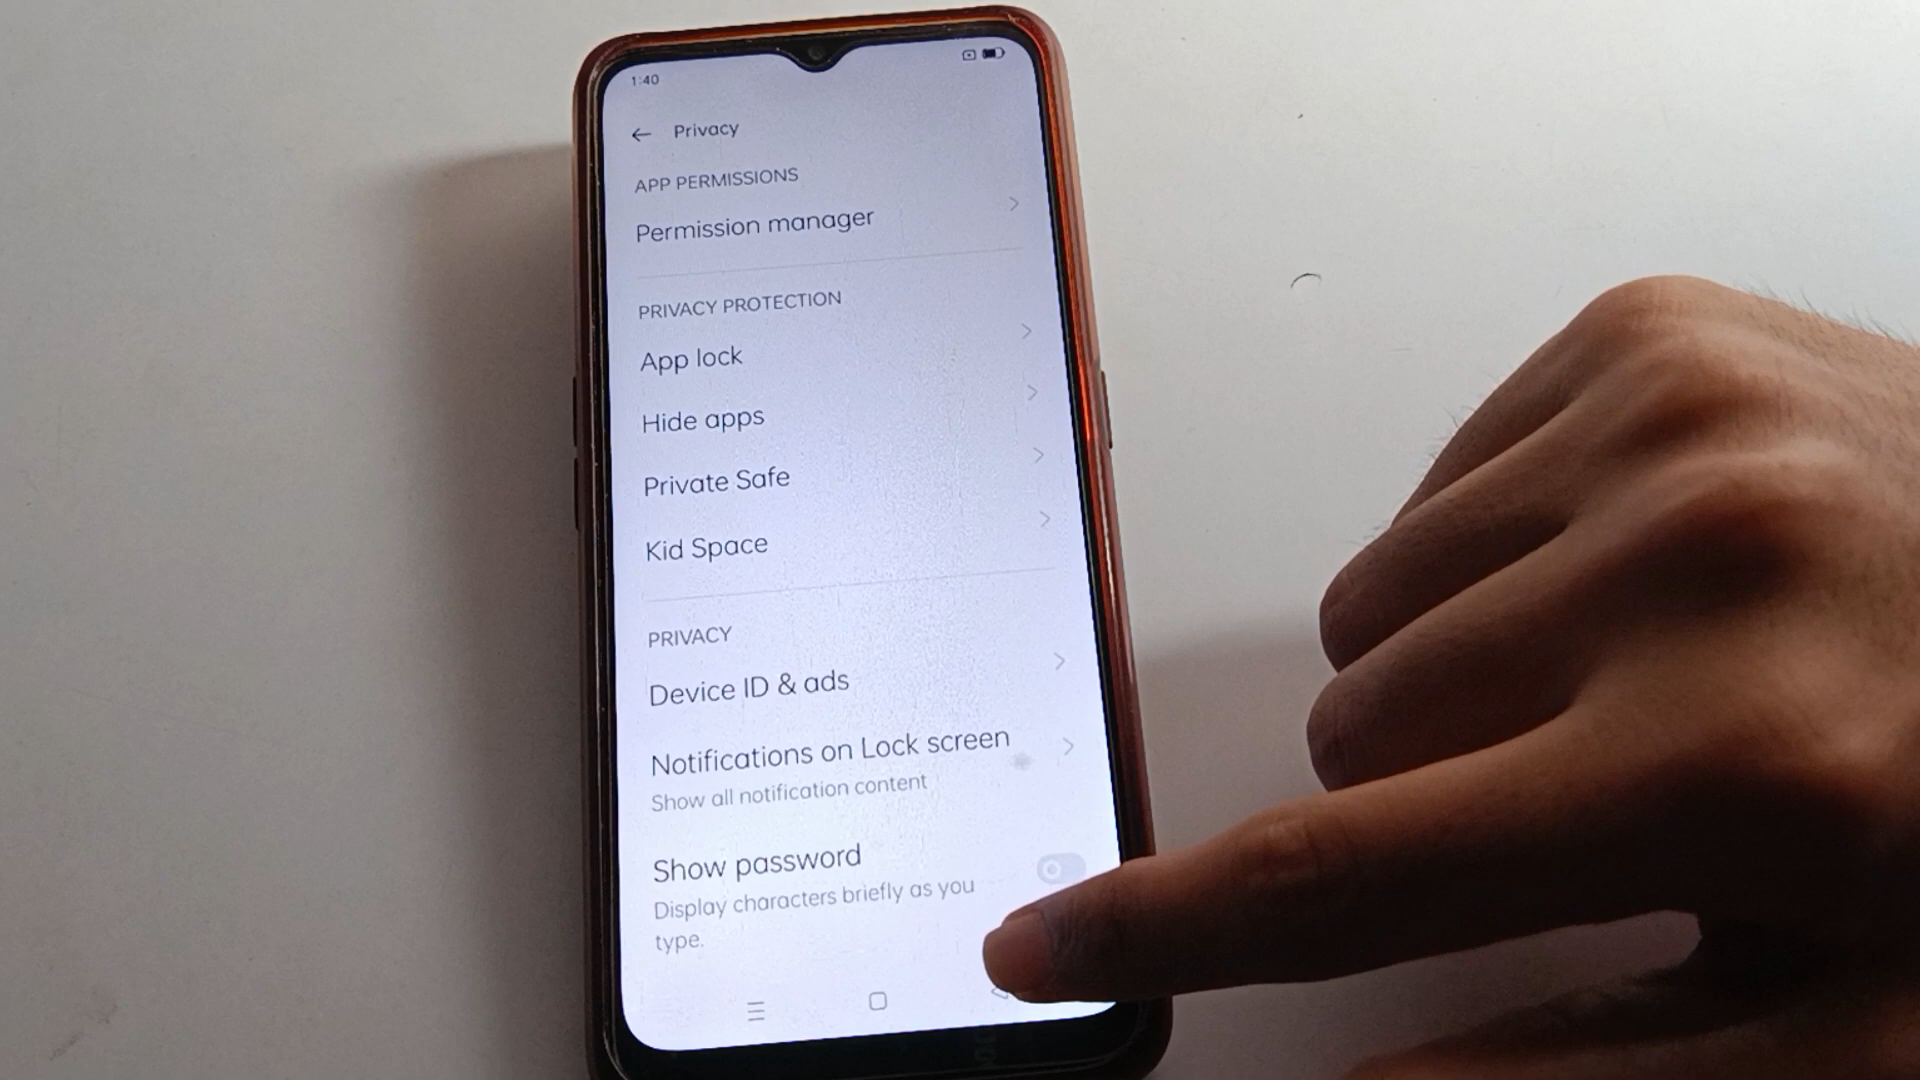 1:40
Privacy
APP PERMISSIONS
Permission manager
PRIVACY PROTECTION
App lock
Hide apps
Private Safe
Kid Space
PRIVACY
Device ID & ads
Notifications on Lock screen
Show all notification content
Show password
Display characters briefly as you
type.